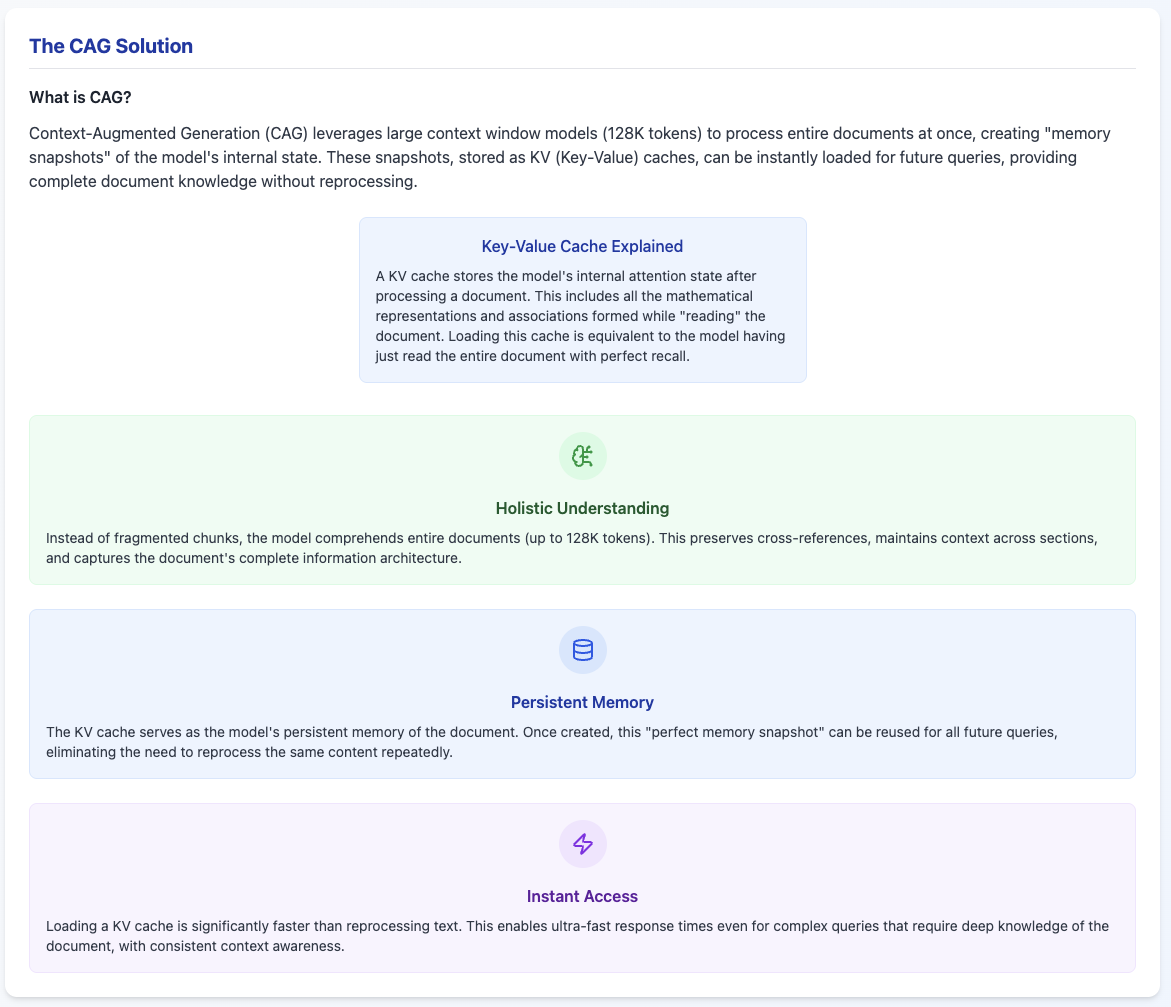 The CAG Solution
What is CAG?
Context-Augmented Generation (CAG) leverages large context window models (128K tokens) to process entire documents at once, creating "memory
snapshots" of the model's internal state. These snapshots, stored as KV (Key-Value) caches, can be instantly loaded for future queries, providing
complete document knowledge without reprocessing.
Key-Value Cache Explained
A KV cache stores the model's internal attention state after
processing a document. This includes all the mathematical
representations and associations formed while "reading" the
document. Loading this cache is equivalent to the model having
just read the entire document with perfect recall.
Holistic Understanding
Instead of fragmented chunks, the model comprehends entire documents (up to 128K tokens). This preserves cross-references, maintains context across sections,
and captures the document's complete information architecture.
Persistent Memory
The KV cache serves as the model's persistent memory of the document. Once created, this "perfect memory snapshot" can be reused for all future queries,
eliminating the need to reprocess the same content repeatedly.
Instant Access
Loading a KV cache is significantly faster than reprocessing text. This enables ultra-fast response times even for complex queries that require deep knowledge of the
document, with consistent context awareness.